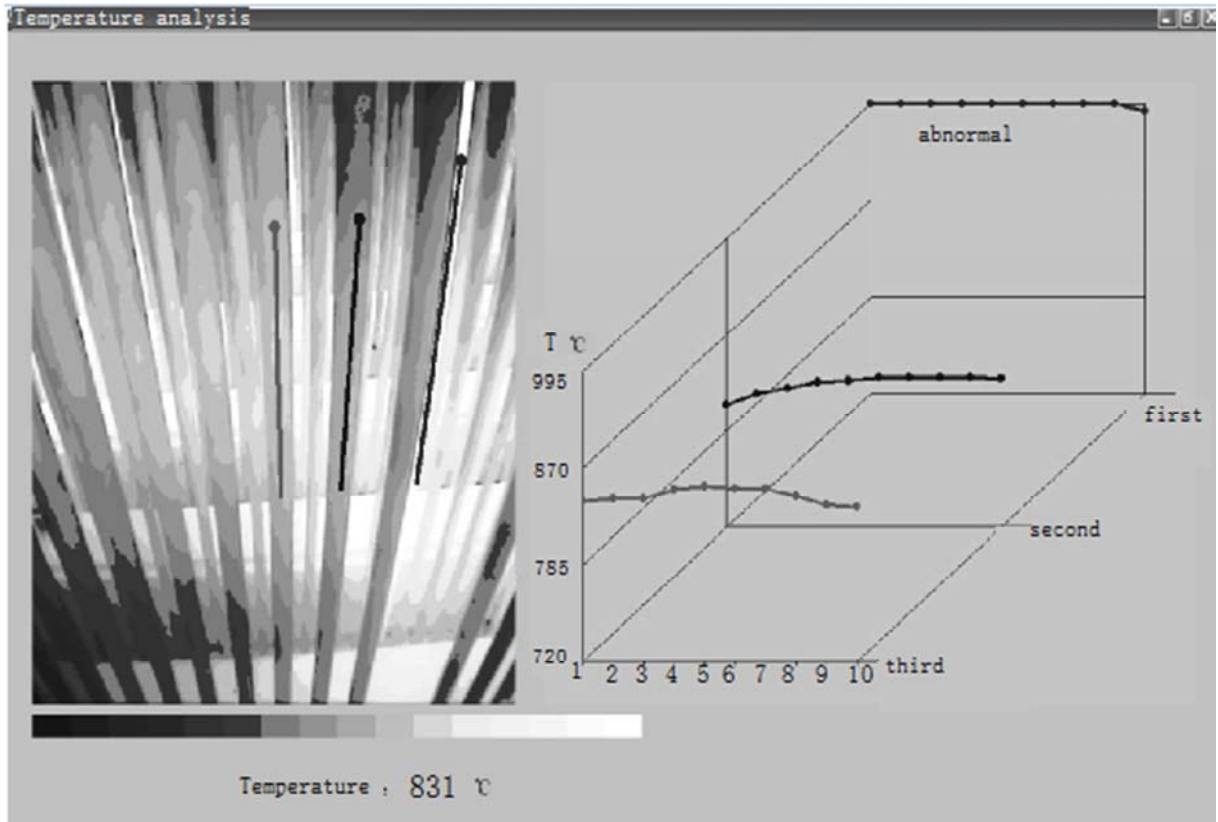 Temperature analysis
abnormal
T ℃
995
first
870
second
785
720
third
1 2 3 4 5 6 7 8 9 10
Temperature : 831 ℃